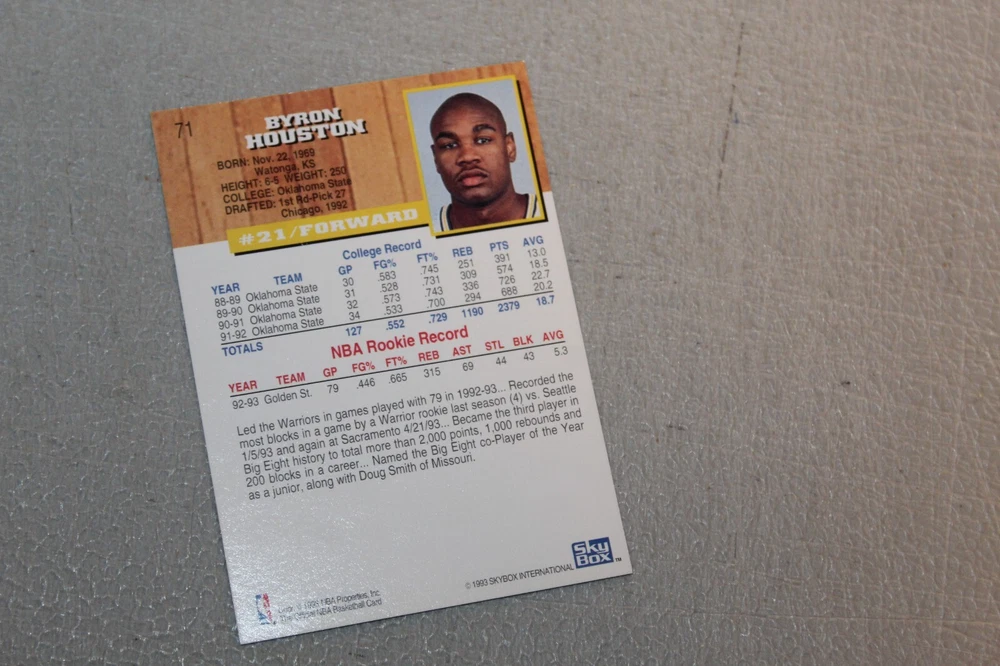 71
BYRON
HOUSTON
BORN: Nov. 22, 1969
Watonga, KS
HEIGHT: 6-5 WEIGHT: 250
COLLEGE: Oklahoma State
DRAFTED: 1st Rd-Pick 27
Chicago, 1992
#21/FORWARD
College Record
YEAR TEAM GP FG% FT% REB PTS AVG
88-89 Oklahoma State 30 .583 .745 251 391 13.0
89-90 Oklahoma State 31 .528 .731 309 574 18.5
90-91 Oklahoma State 32 .573 .743 336 726 22.7
91-92 Oklahoma State 34 .533 .700 294 688 20.2
TOTALS 127 .552 .729 1190 2379 18.7
NBA Rookie Record
YEAR TEAM GP FG% FT% REB AST STL BLK AVG
92-93 Golden St. 79 .446 .665 315 69 44 43 5.3
Led the Warriors in games played with 79 in 1992-93... Recorded the
most blocks in a game by a Warrior rookie last season (4) vs. Seattle
1/5/93 and again at Sacramento 4/21/93... Became the third player in
Big Eight history to total more than 2,000 points, 1,000 rebounds and
200 blocks in a career... Named the Big Eight co-Player of the Year
as a junior, along with Doug Smith of Missouri.
SkyBox™
© 1993 SKYBOX INTERNATIONAL
© 1993 NBA Properties, Inc.
The Official NBA Basketball Card